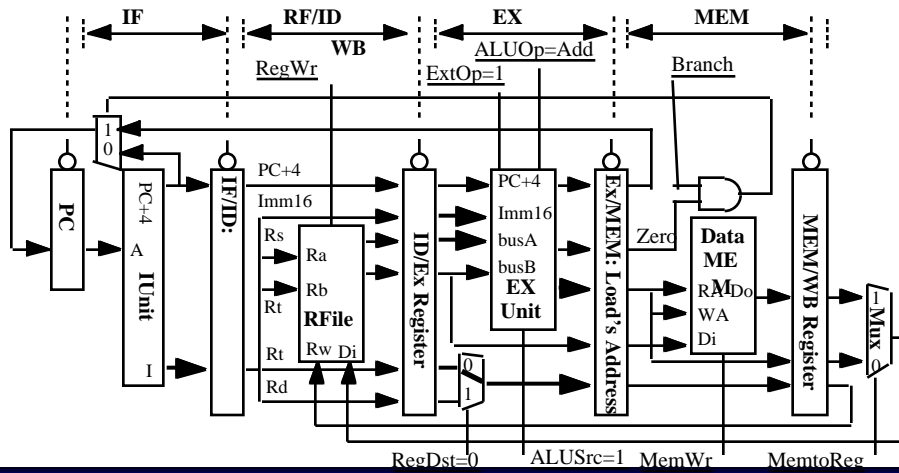 IF
RF/ID
EX
MEM
WB
ALUOp=Add
RegWr
ExtOp=1
Branch
1
0
PC+4
PC
A
IUnit
I
IF/ID:
PC+4
Imm16
Rs
Ra
Rb
Rt
RFile
Rw Di
Rt
Rd
ID/Ex Register
0
1
PC+4
Imm16
busA
busB
EX
Unit
Ex/MEM: Load's Address
Zero
Data
MEM
RA Do
WA
Di
MEM/WB Register
1
Mux
0
RegDst=0
ALUSrc=1
MemWr
MemtoReg